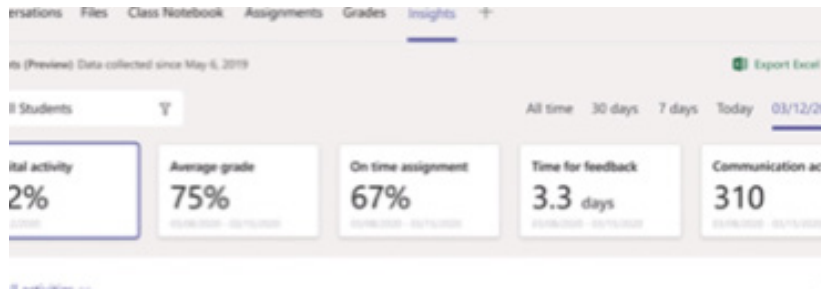 ersations Files Class Notebook Assignments Grades Insights +
ts (Preview) Data collected since May 6, 2019 Export Excel
ll Students All time 30 days 7 days Today 03/12/2
ital activity Average grade On time assignment Time for feedback Communication ac
2% 75% 67% 3.3 days 310